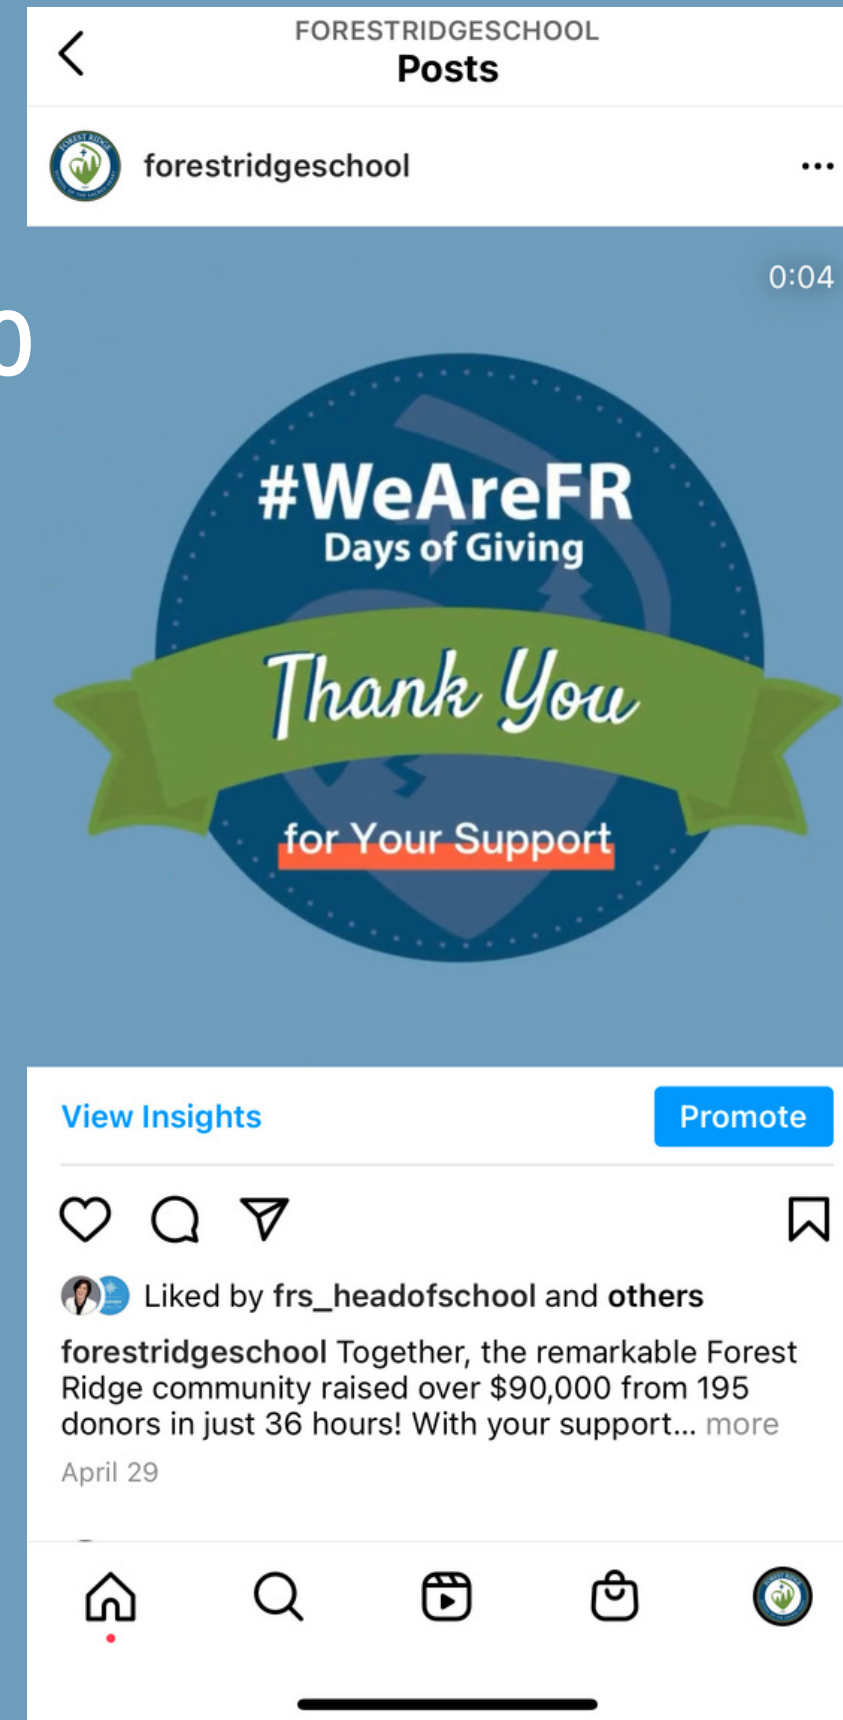 FORESTRIDGESCHOOL
Posts
forestridgeschool
0:04
#WeAreFR
Days of Giving
Thank You
for Your Support
View Insights
Promote
Liked by frs_headofschool and others
forestridgeschool Together, the remarkable Forest
Ridge community raised over $90,000 from 195
donors in just 36 hours! With your support... more
April 29